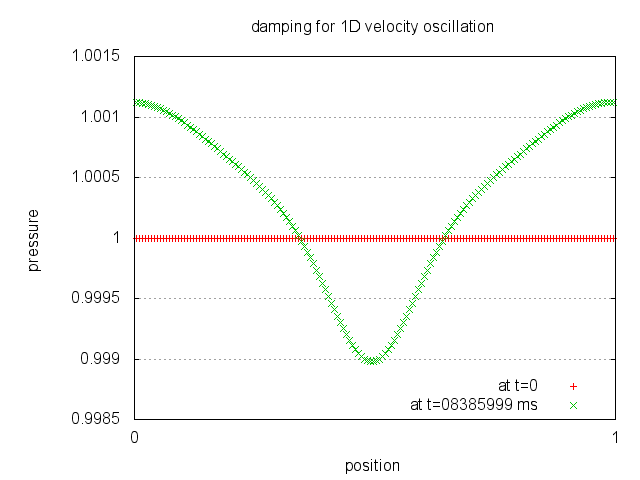 damping for 1D velocity oscillation
1.0015
1.001
1.0005
1
0.9995
0.999
0.9985
pressure
at t=0
at t=08385999 ms
0 1
position